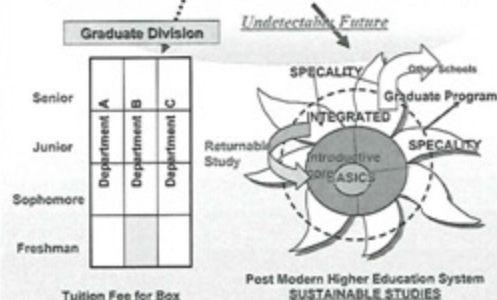 Undetectable Future
Graduate Division
SPECALITY
Other Schools
Graduate Program
Senior
Department A
Department B
Department C
INTEGRATED
SPECALITY
Junior
Returnable
Study
Introductive
core
BASICS
Sophomore
Freshman
Tuition Fee for Box
Post Modern Higher Education System
SUSTAINABLE STUDIES